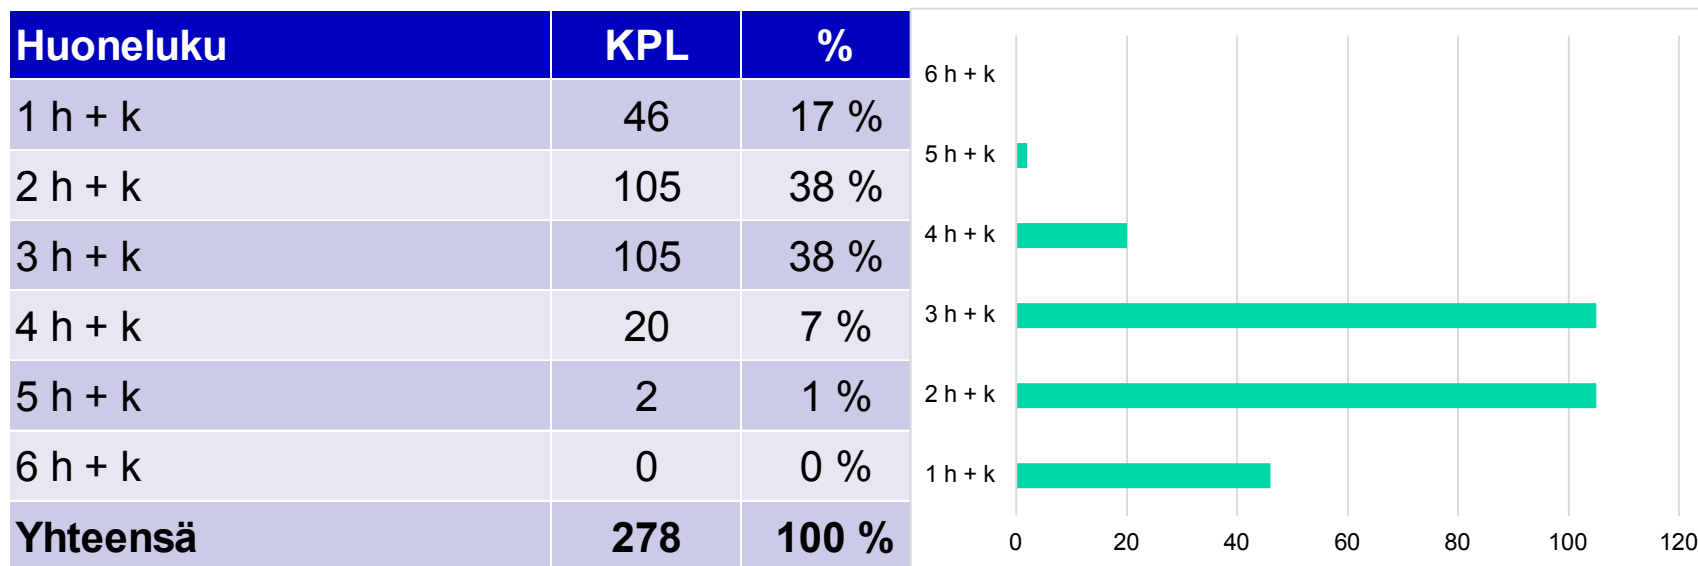 Huoneluku KPL %
1 h + k 46 17 %
2 h + k 105 38 %
3 h + k 105 38 %
4 h + k 20 7 %
5 h + k 2 1 %
6 h + k 0 0 %
Yhteensä 278 100 %
6 h + k
5 h + k
4 h + k
3 h + k
2 h + k
1 h + k
0 20 40 60 80 100 120